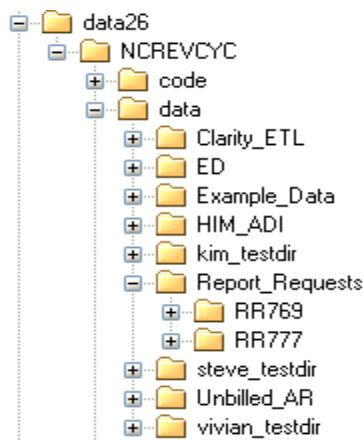 data26
NCREVCYC
code
data
Clarity_ETL
ED
Example_Data
HIM_ADI
kim_testdir
Report_Requests
RR769
RR777
steve_testdir
Unbilled_AR
vivian_testdir